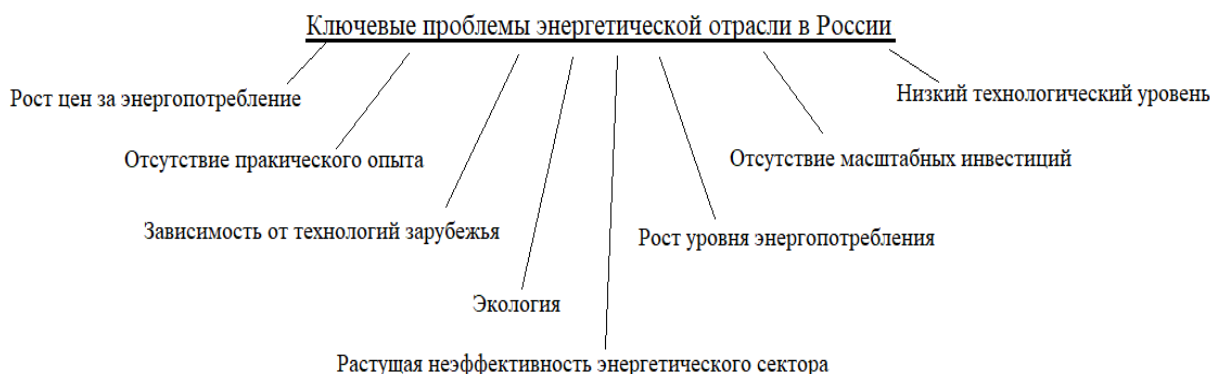 Ключевые проблемы энергетической отрасли в России
Рост цен за энергопотребление
Низкий технологический уровень
Отсутствие пракического опыта
Отсутствие масштабных инвестиций
Зависимость от технологий зарубежья
Рост уровня энергопотребления
Экология
Растущая неэффективность энергетического сектора